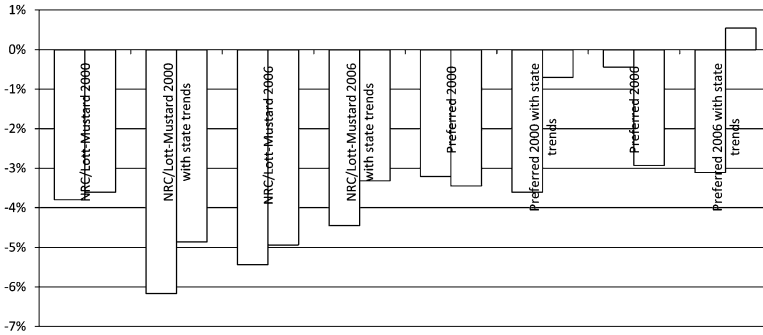 1%
0%
-1%
-2%
-3%
-4%
-5%
-6%
-7%
NRC/Lott-Mustard 2000
NRC/Lott-Mustard 2000
with state trends
NRC/Lott-Mustard 2006
NRC/Lott-Mustard 2006
with state trends
Preferred 2000
Preferred 2000 with state
trends
Preferred 2006
Preferred 2006 with state
trends